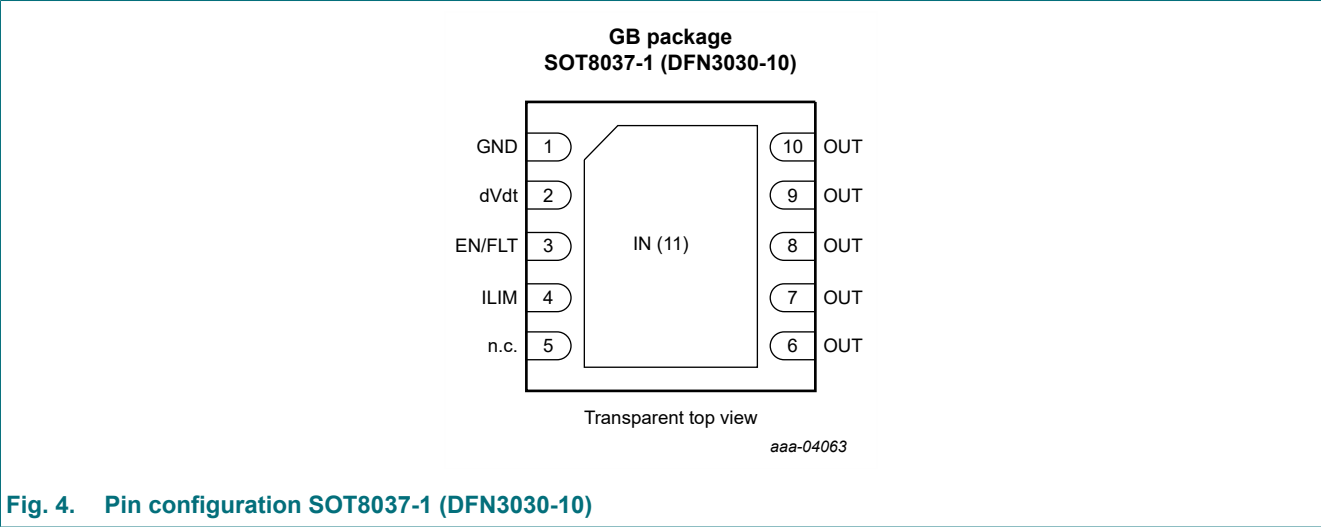 GB package
SOT8037-1 (DFN3030-10)
GND 1 10 OUT
dVdt 2 9 OUT
EN/FLT 3 IN (11) 8 OUT
ILIM 4 7 OUT
n.c. 5 6 OUT
Transparent top view
aaa-04063
Fig. 4. Pin configuration SOT8037-1 (DFN3030-10)